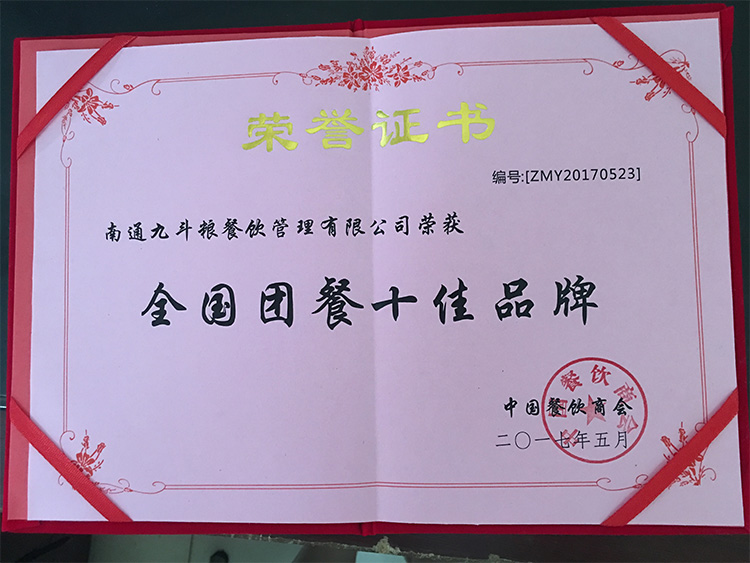 荣誉证书
编号:[ZMY20170523]
南通九斗粮餐饮管理有限公司荣获
全国团餐十佳品牌
中国餐饮商会
二〇一七年五月